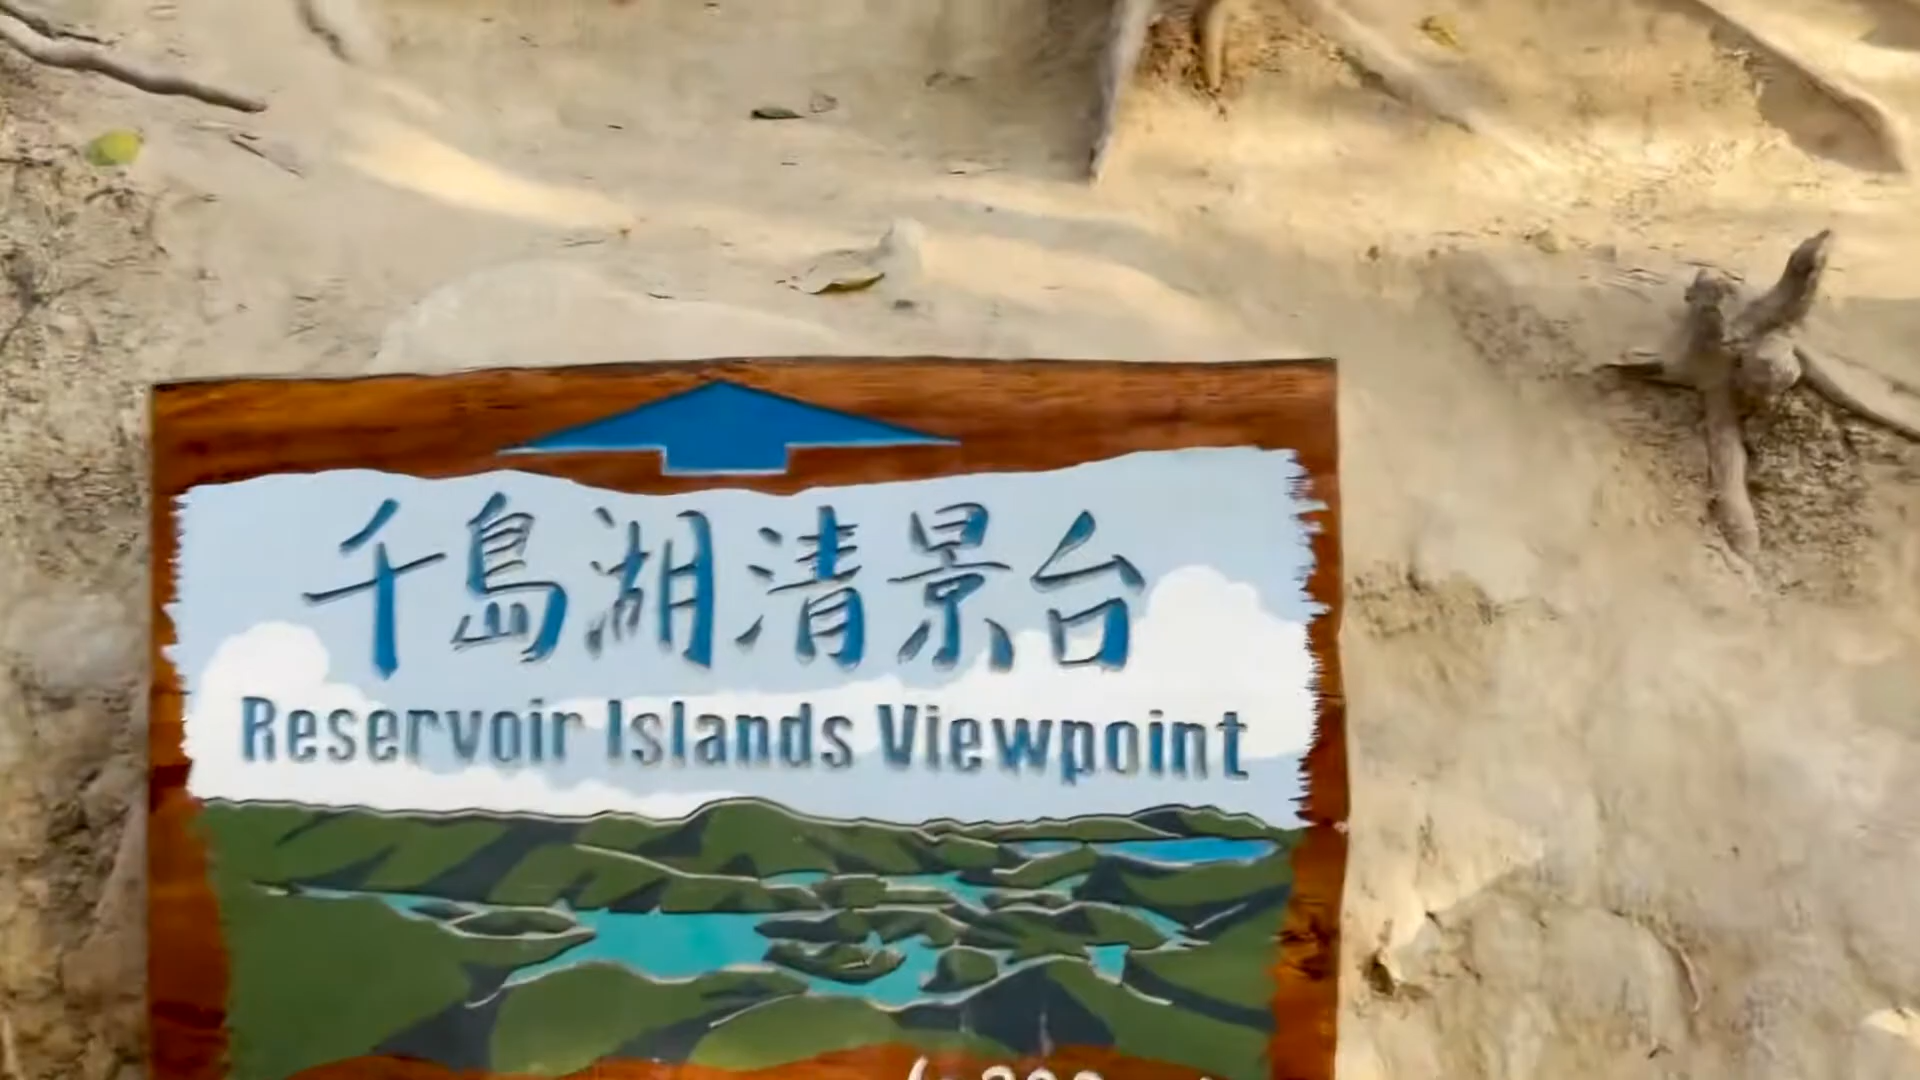 千島湖清景台
Reservoir Islands Viewpoint